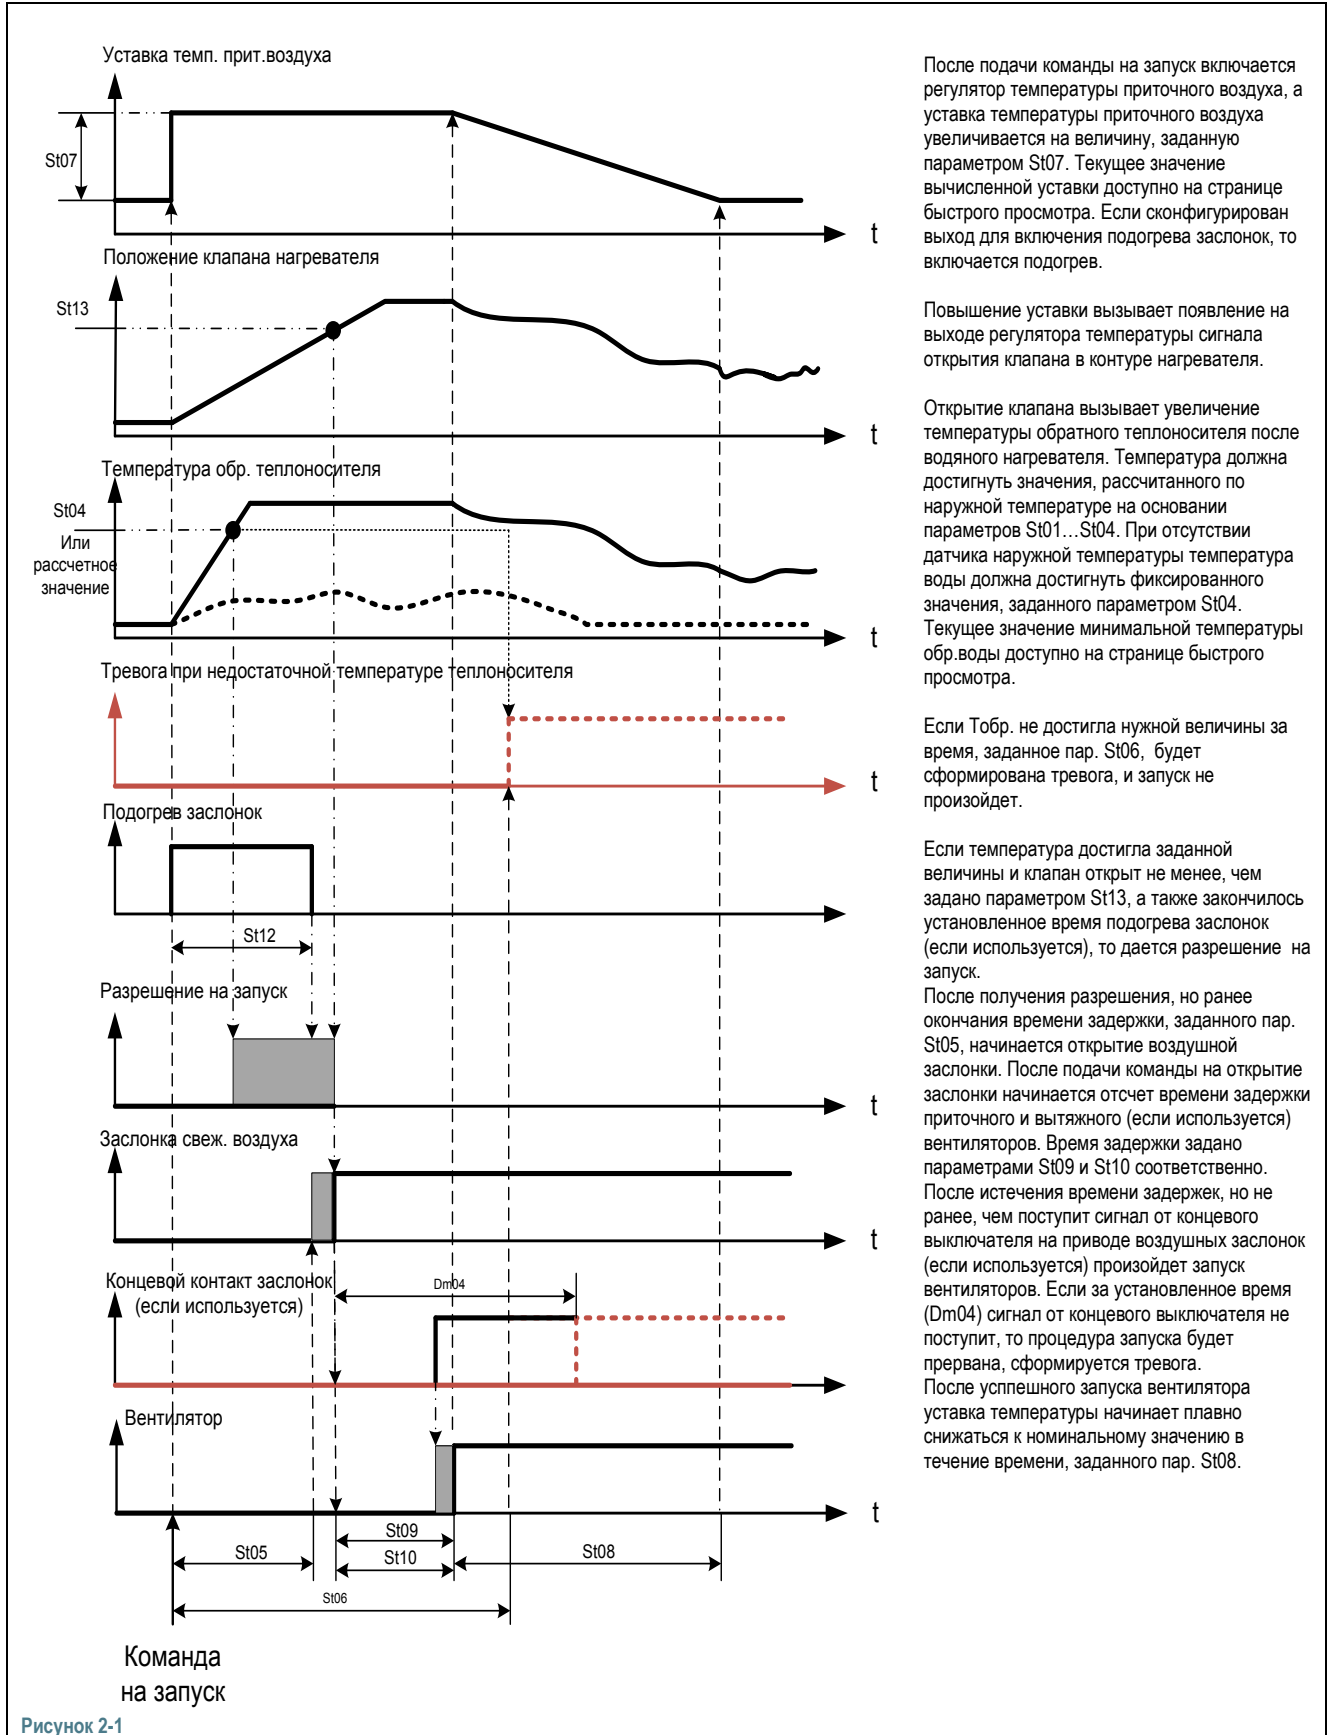 Уставка темп. прит.воздуха
St07
t
Положение клапана нагревателя
St13
t
Температура обр. теплоносителя
St04
Или
рассчетное
значение
t
Тревога при недостаточной температуре теплоносителя
t
Подогрев заслонок
St12
Разрешение на запуск
t
Заслонка свеж. воздуха
t
Концевой контакт заслонок
(если используется)
Dm04
Вентилятор
t
St09
St05
St10
St08
St06
Команда
на запуск
После подачи команды на запуск включается
регулятор температуры приточного воздуха, а
уставка температуры приточного воздуха
увеличивается на величину, заданную
параметром St07. Текущее значение
вычисленной уставки доступно на странице
быстрого просмотра. Если сконфигурирован
выход для включения подогрева заслонок, то
включается подогрев.
Повышение уставки вызывает появление на
выходе регулятора температуры сигнала
открытия клапана в контуре нагревателя.
Открытие клапана вызывает увеличение
температуры обратного теплоносителя после
водяного нагревателя. Температура должна
достигнуть значения, рассчитанного по
наружной температуре на основании
параметров St01…St04. При отсутствии
датчика наружной температуры температура
воды должна достигнуть фиксированного
значения, заданного параметром St04.
Текущее значение минимальной температуры
обр.воды доступно на странице быстрого
просмотра.
Если Тобр. не достигла нужной величины за
время, заданное пар. St06, будет
сформирована тревога, и запуск не
произойдет.
Если температура достигла заданной
величины и клапан открыт не менее, чем
задано параметром St13, а также закончилось
установленное время подогрева заслонок
(если используется), то дается разрешение на
запуск.
После получения разрешения, но ранее
окончания времени задержки, заданного пар.
St05, начинается открытие воздушной
заслонки. После подачи команды на открытие
заслонки начинается отсчет времени задержки
приточного и вытяжного (если используется)
вентиляторов. Время задержки задано
параметрами St09 и St10 соответственно.
После истечения времени задержек, но не
ранее, чем поступит сигнал от концевого
выключателя на приводе воздушных заслонок
(если используется) произойдет запуск
вентиляторов. Если за установленное время
(Dm04) сигнал от концевого выключателя не
поступит, то процедура запуска будет
прервана, сформируется тревога.
После усппешного запуска вентилятора
уставка температуры начинает плавно
снижаться к номинальному значению в
течение времени, заданного пар. St08.
Рисунок 2-1